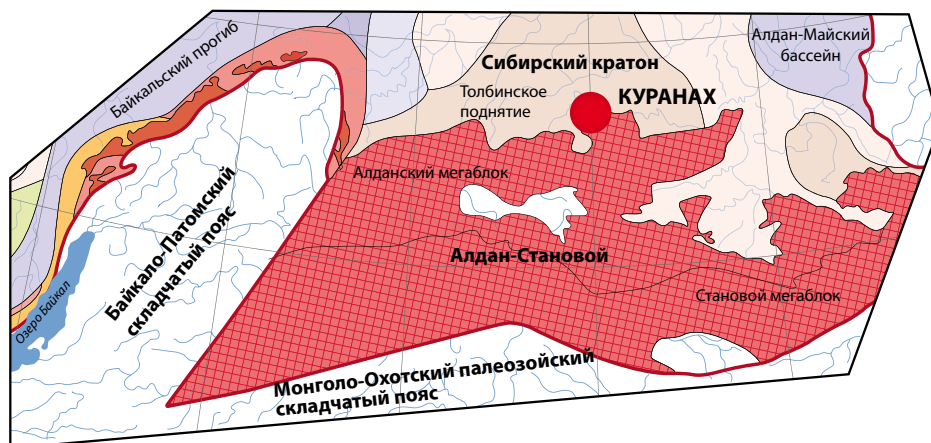 Байкальский прогиб
Алдан-Майский
бассейн
Сибирский кратон
Толбинское
поднятие
КУРАНАХ
Алданский мегаблок
Байкало-Патомский
складчатый пояс
Алдан-Становой
Становой мегаблок
Озеро Байкал
Монголо-Охотский палеозойский
складчатый пояс